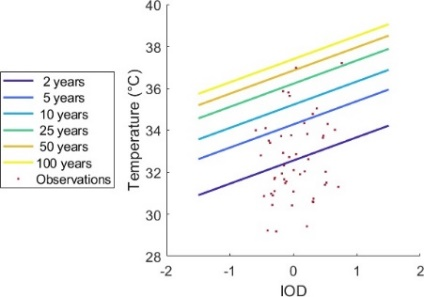 2 years
5 years
10 years
25 years
50 years
100 years
Observations
Temperature (°C)
40
38
36
34
32
30
28
-2
-1
0
1
2
IOD